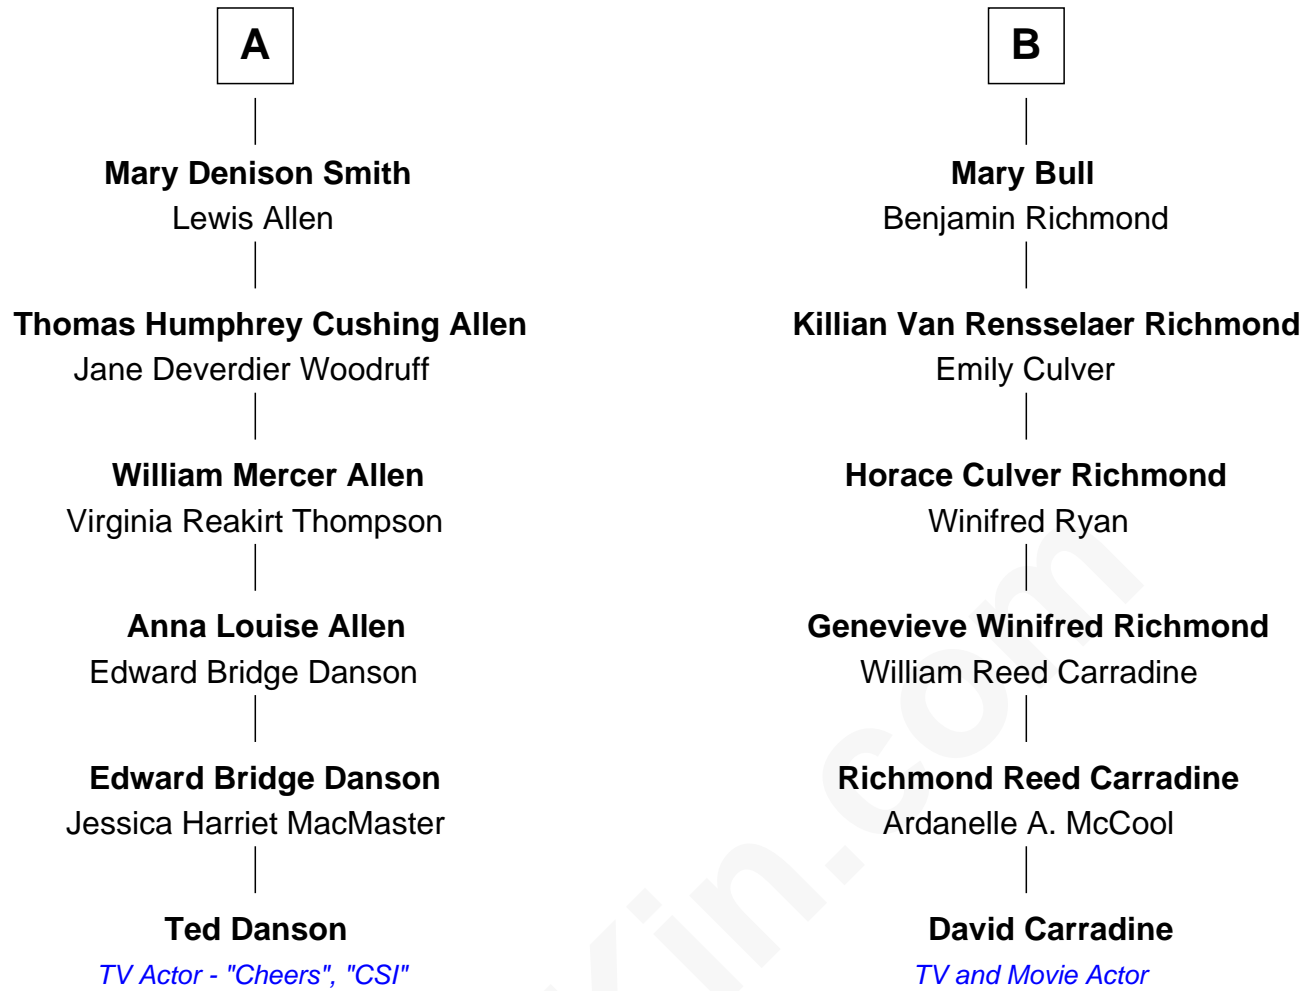 A
Mary Denison Smith
Lewis Allen
Thomas Humphrey Cushing Allen
Jane Deverdier Woodruff
William Mercer Allen
Virginia Reakirt Thompson
Anna Louise Allen
Edward Bridge Danson
Edward Bridge Danson
Jessica Harriet MacMaster
Ted Danson
TV Actor - "Cheers", "CSI"
B
Mary Bull
Benjamin Richmond
Killian Van Rensselaer Richmond
Emily Culver
Horace Culver Richmond
Winifred Ryan
Genevieve Winifred Richmond
William Reed Carradine
Richmond Reed Carradine
Ardanelle A. McCool
David Carradine
TV and Movie Actor
Kin.com